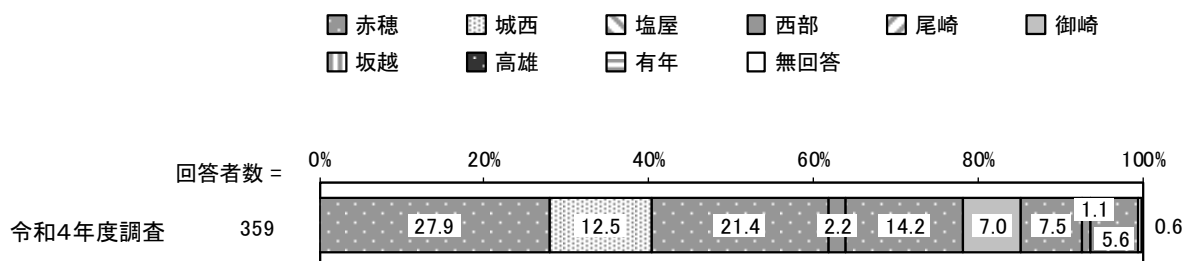 赤穂 城西 塩屋 西部 尾崎 御崎
坂越 高雄 有年 無回答
0% 20% 40% 60% 80% 100%
回答者数 =
令和4年度調査 359 27.9 12.5 21.4 2.2 14.2 7.0 7.5 1.1 5.6 0.6